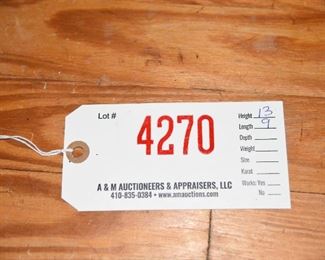 Lot #
4270
Height 13
Length 9
Depth
Weight
Size
Karat
Works: Yes
No
A & M AUCTIONEERS & APPRAISERS, LLC
410-835-0384 • www.amauctions.com